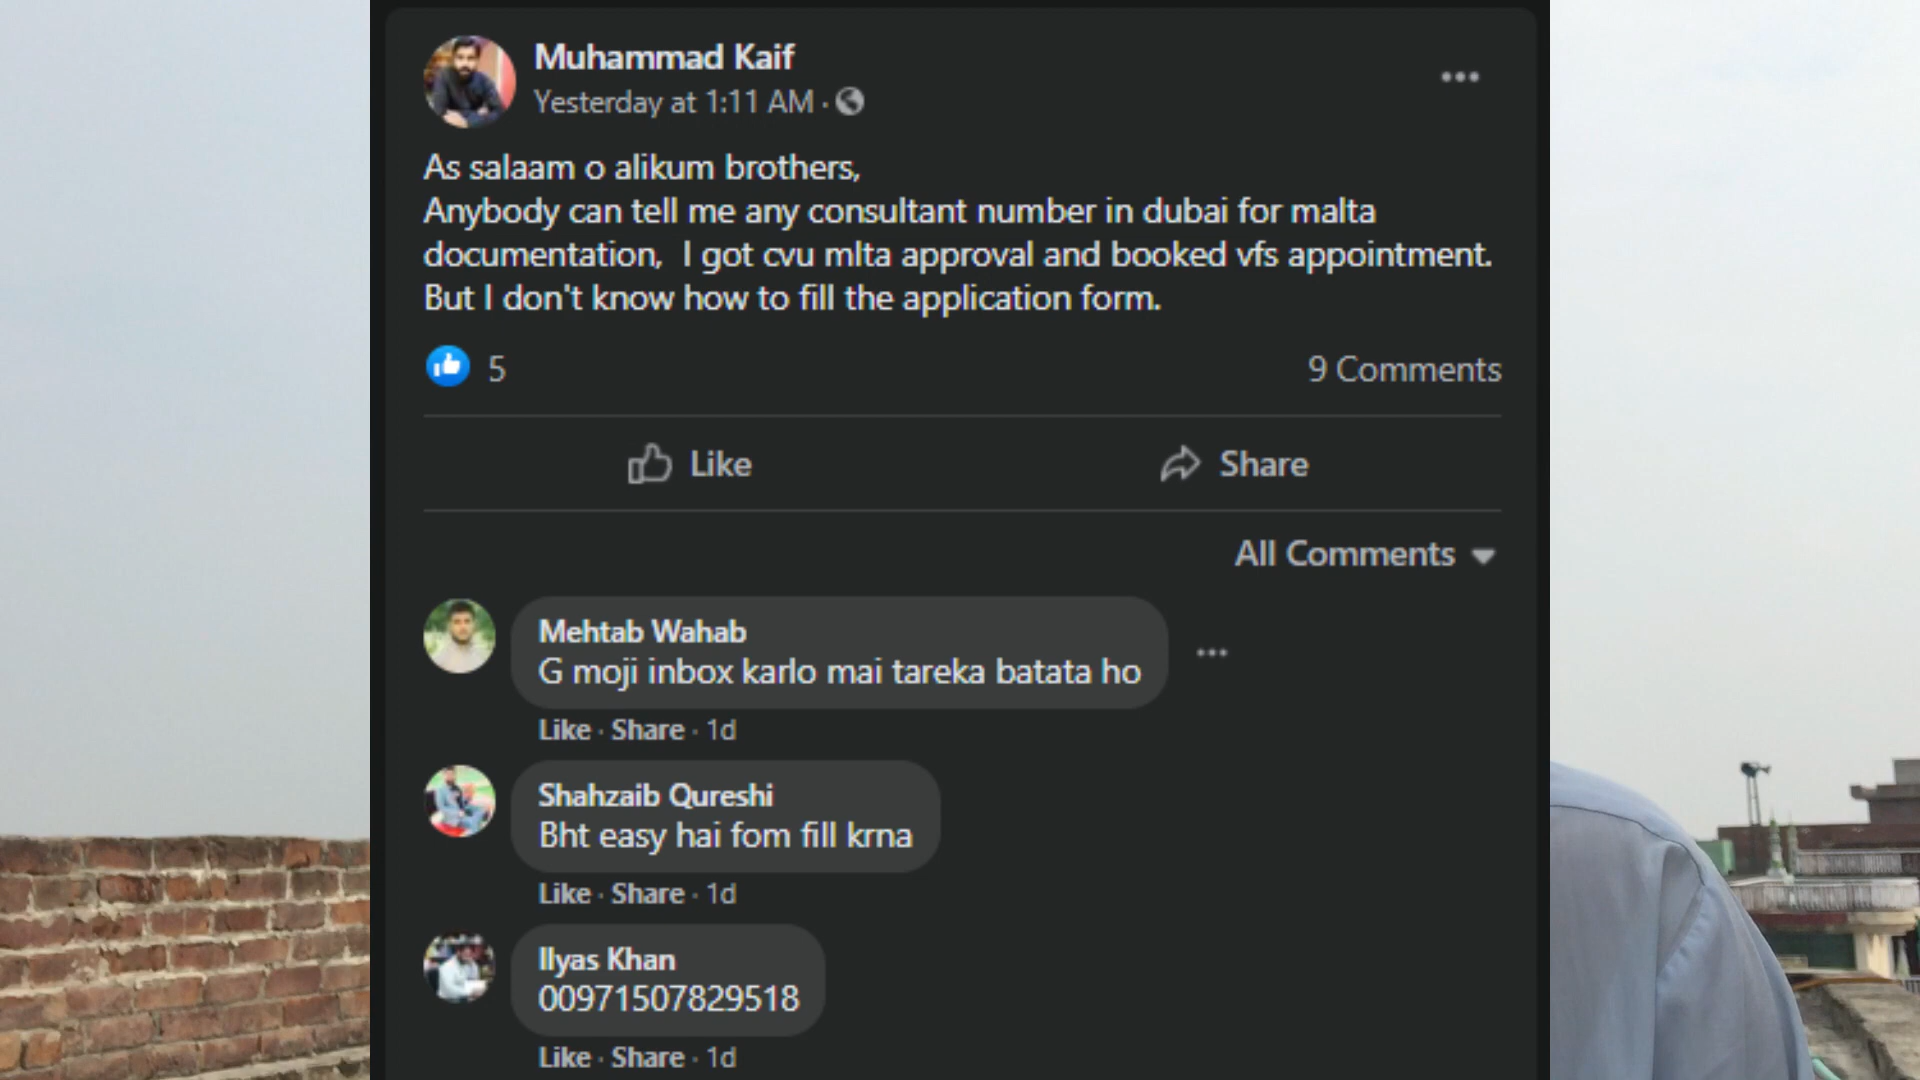 Muhammad Kaif
Yesterday at 1:11 AM ·
As salaam o alikum brothers,
Anybody can tell me any consultant number in dubai for malta
documentation,  I got cvu mlta approval and booked vfs appointment.
But I don't know how to fill the application form.
5
9 Comments
Like
Share
All Comments
Mehtab Wahab
G moji inbox karlo mai tareka batata ho
Like · Share · 1d
Shahzaib Qureshi
Bht easy hai fom fill krna
Like · Share · 1d
Ilyas Khan
00971507829518
Like · Share · 1d